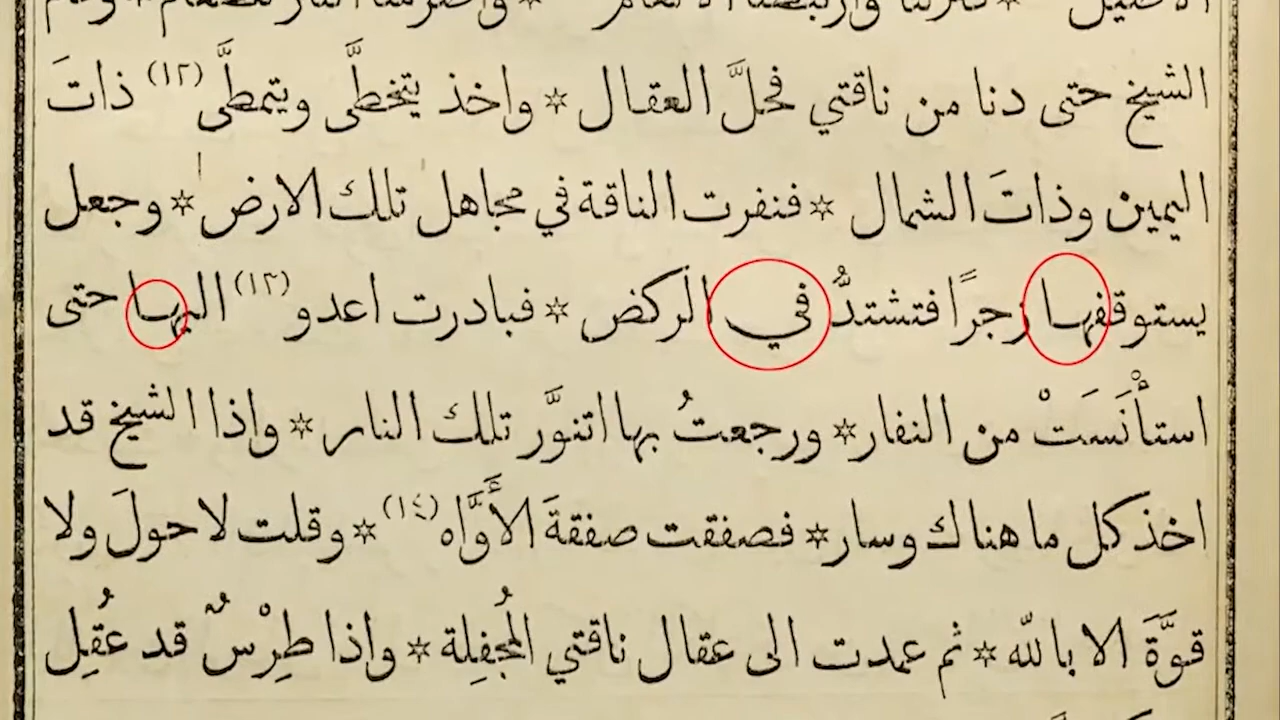 الشيخ حتى دنا من ناقتي فحلَّ العقال ✡ واخذ يتخطَّى ويتمطَّى (١٢) ذاتَ
اليمين وذاتَ الشمال ✡ فنفرت الناقة في مجاهل تلك الارض ✡ وجعل
يستوقفها زجرًا فتشتدُّ في الركض ✡ فبادرت اعدو (١٣) اليها حتى
استأْنَسَتْ من النفار ✡ ورجعتُ بها اتنوَّر تلك النار ✡ واذا الشيخ قد
اخذ كل ما هناك وسار ✡ فصفقت صفقةَ الأَوَّاه (١٤) ✡ وقلت لا حولَ ولا
قوَّةَ الا بالله ✡ ثم عمدت الى عقال ناقتي المُجفِلة ✡ واذا طِرْسٌ قد عُقِل